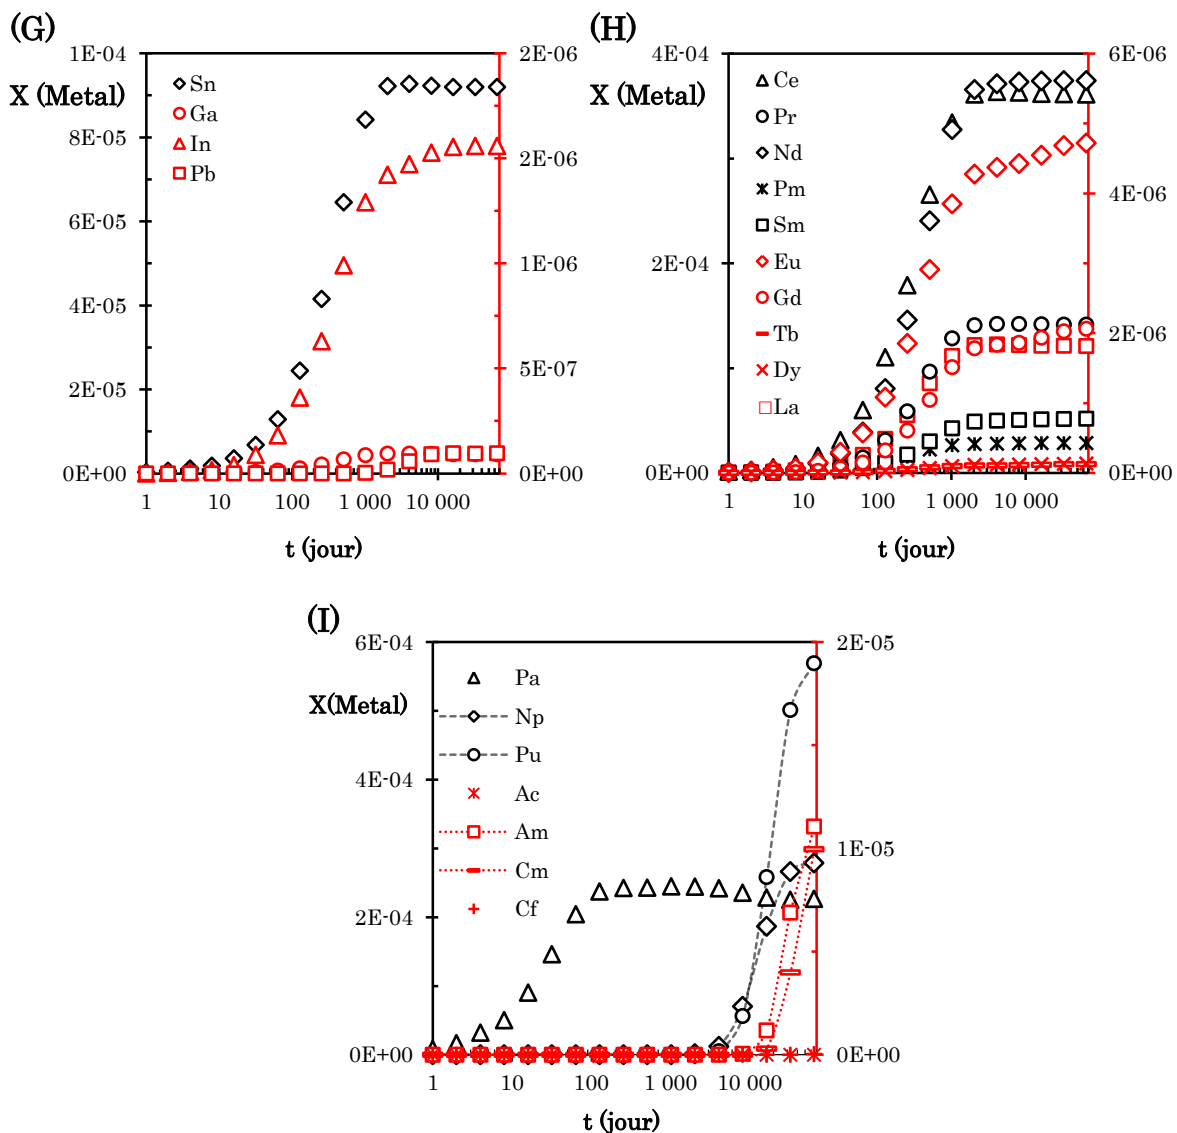 (G)
X (Metal)
1E-04
8E-05
6E-05
4E-05
2E-05
0E+00
Sn
Ga
In
Pb
2E-06
2E-06
1E-06
5E-07
0E+00
1
10
100
1 000
10 000
t (jour)
(H)
X (Metal)
4E-04
2E-04
0E+00
Ce
Pr
Nd
Pm
Sm
Eu
Gd
Tb
Dy
La
6E-06
4E-06
2E-06
0E+00
1
10
100
1 000
10 000
t (jour)
(I)
X(Metal)
6E-04
4E-04
2E-04
0E+00
Pa
Np
Pu
Ac
Am
Cm
Cf
2E-05
1E-05
0E+00
1
10
100
1 000
10 000
t (jour)